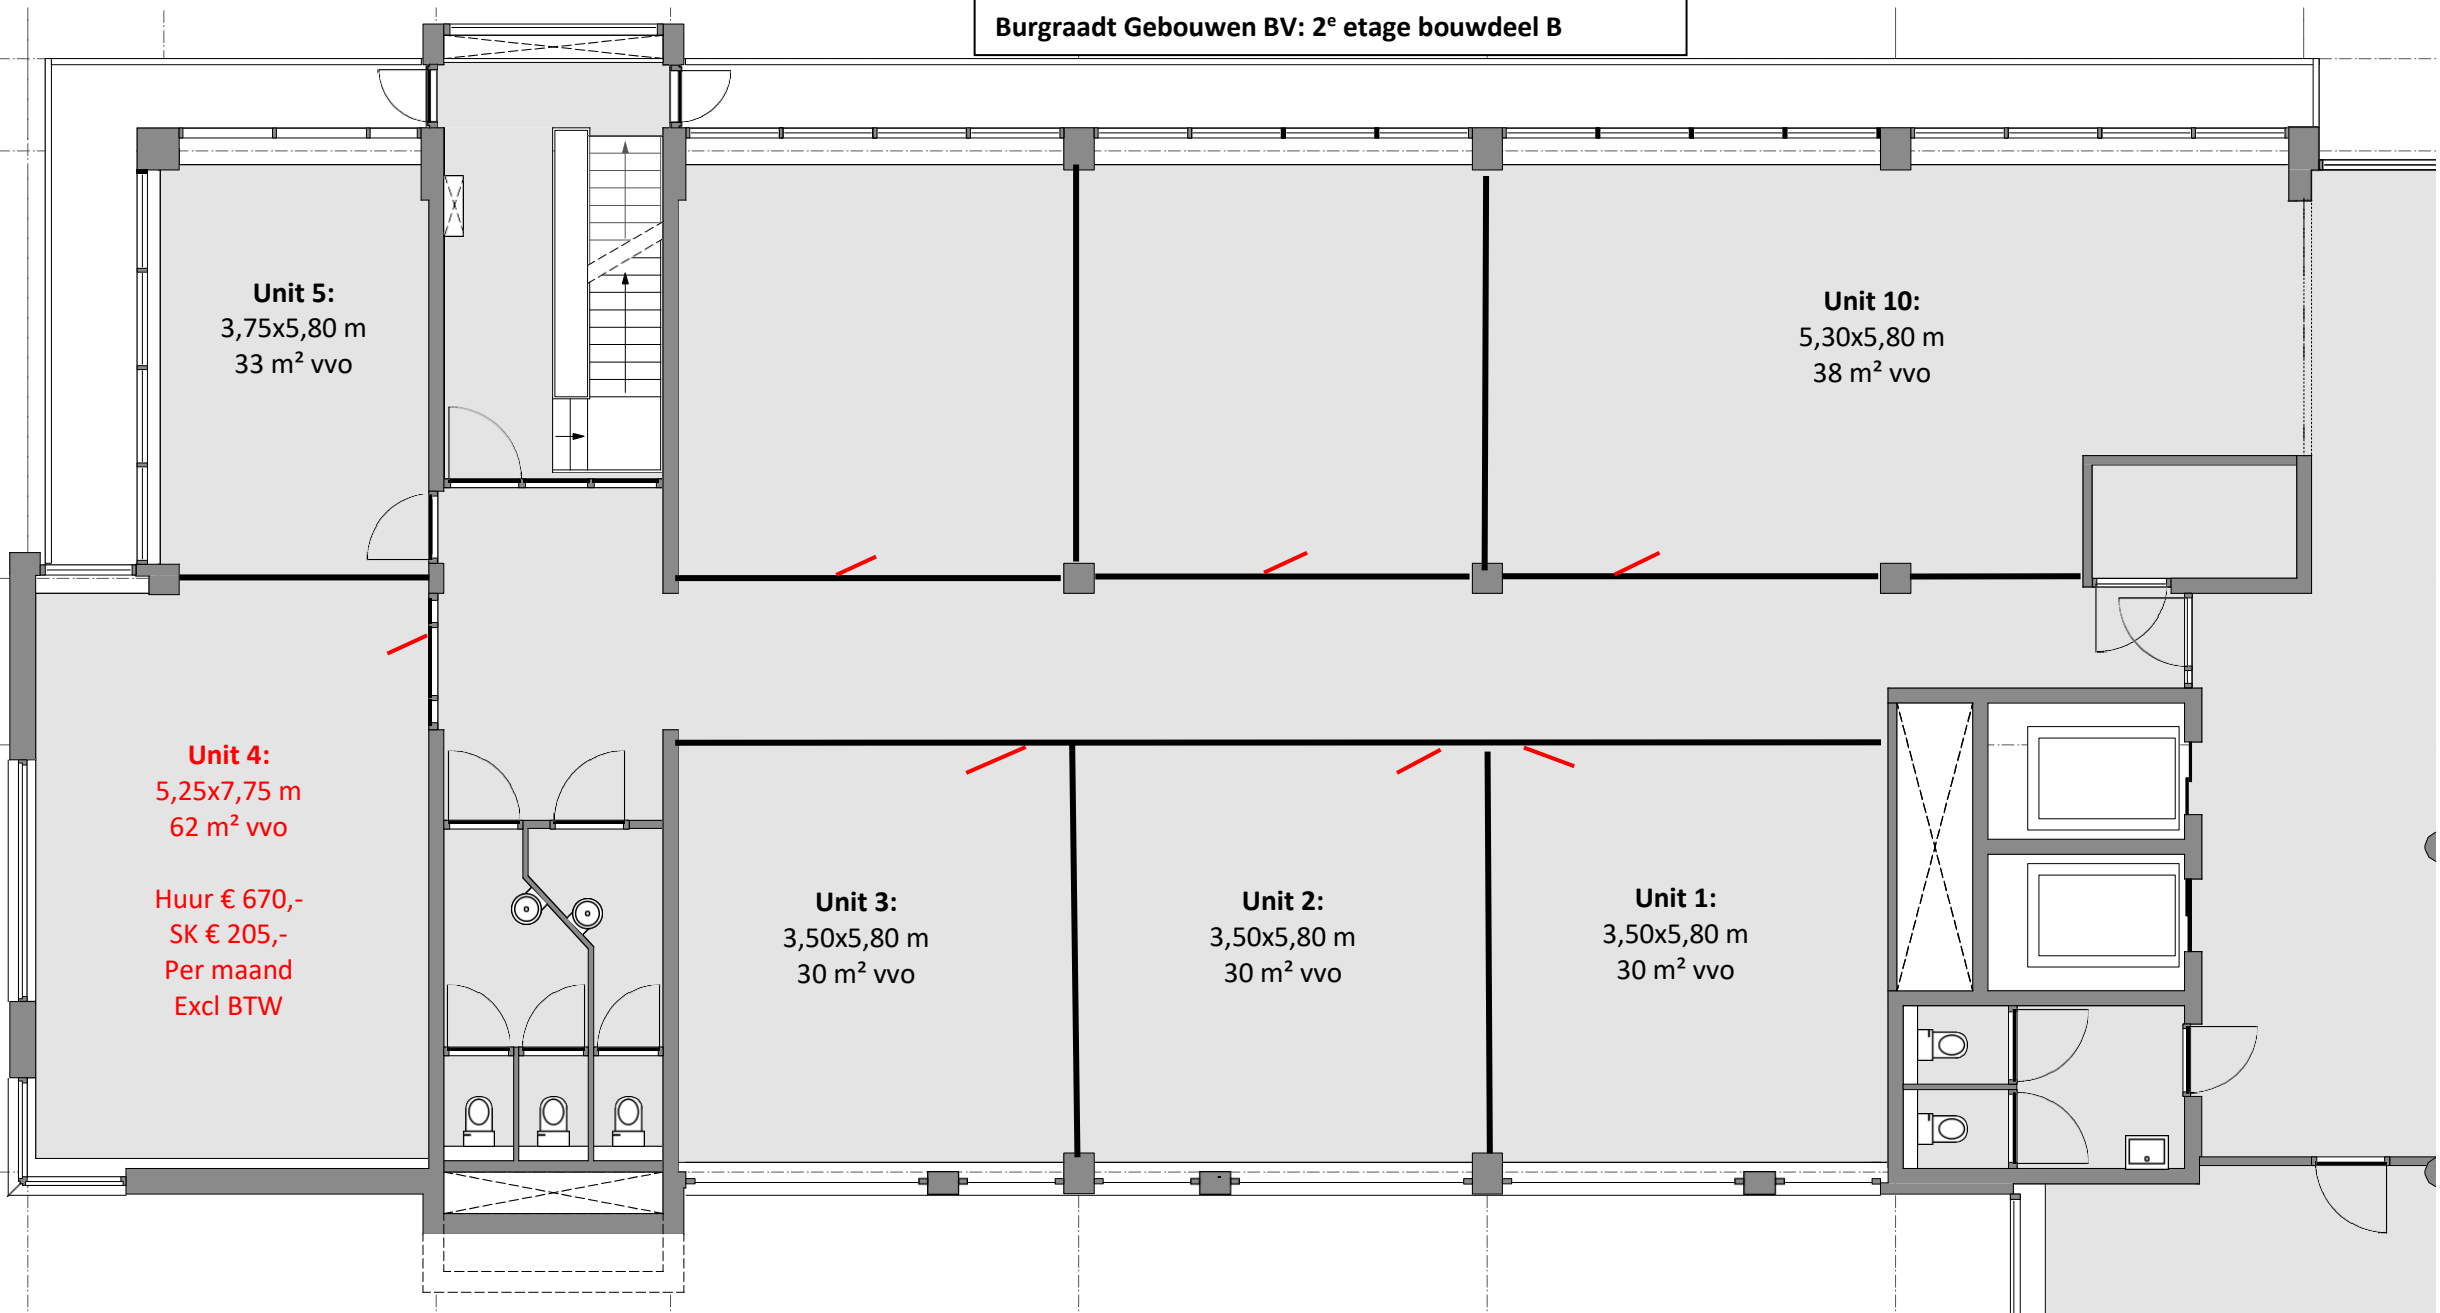 Burgraadt Gebouwen BV: 2ᵉ etage bouwdeel B
Unit 5:
3,75x5,80 m
33 m² vvo
Unit 10:
5,30x5,80 m
38 m² vvo
Unit 4:
5,25x7,75 m
62 m² vvo
Huur € 670,-
SK € 205,-
Per maand
Excl BTW
Unit 3:
3,50x5,80 m
30 m² vvo
Unit 2:
3,50x5,80 m
30 m² vvo
Unit 1:
3,50x5,80 m
30 m² vvo